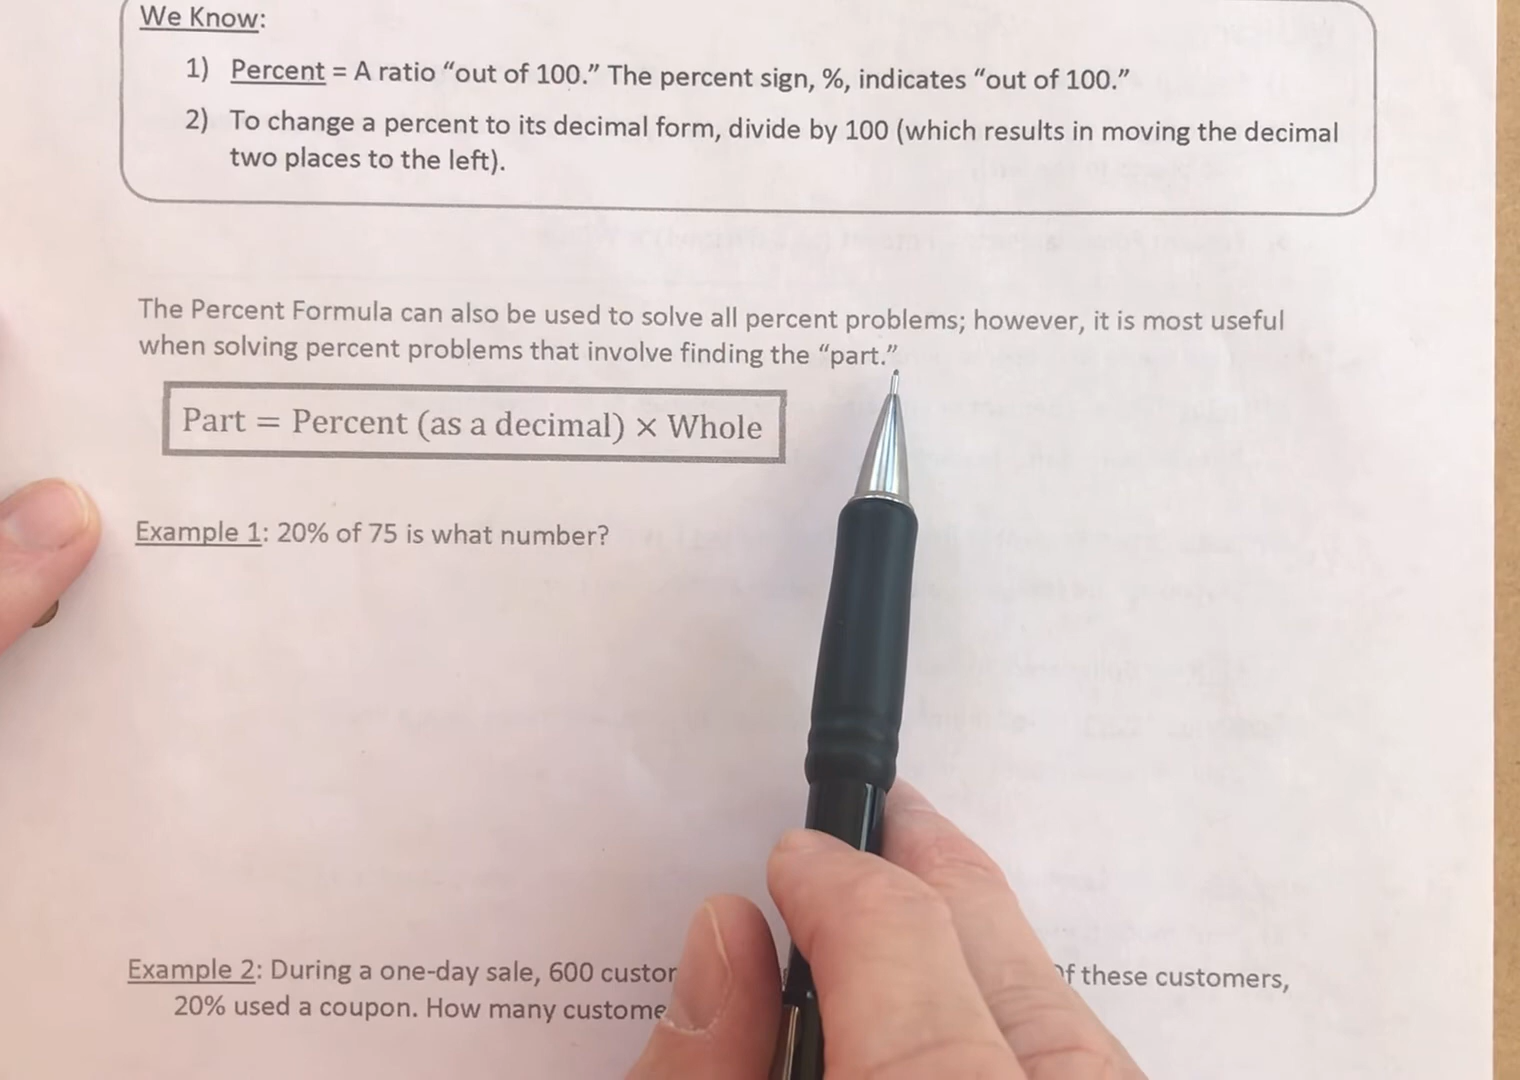 We Know:
1) Percent = A ratio “out of 100.” The percent sign, %, indicates “out of 100.”
2) To change a percent to its decimal form, divide by 100 (which results in moving the decimal
two places to the left).
The Percent Formula can also be used to solve all percent problems; however, it is most useful
when solving percent problems that involve finding the “part.”
Part = Percent (as a decimal) × Whole
Example 1: 20% of 75 is what number?
Example 2: During a one-day sale, 600 these customers,
20% used a coupon. How many